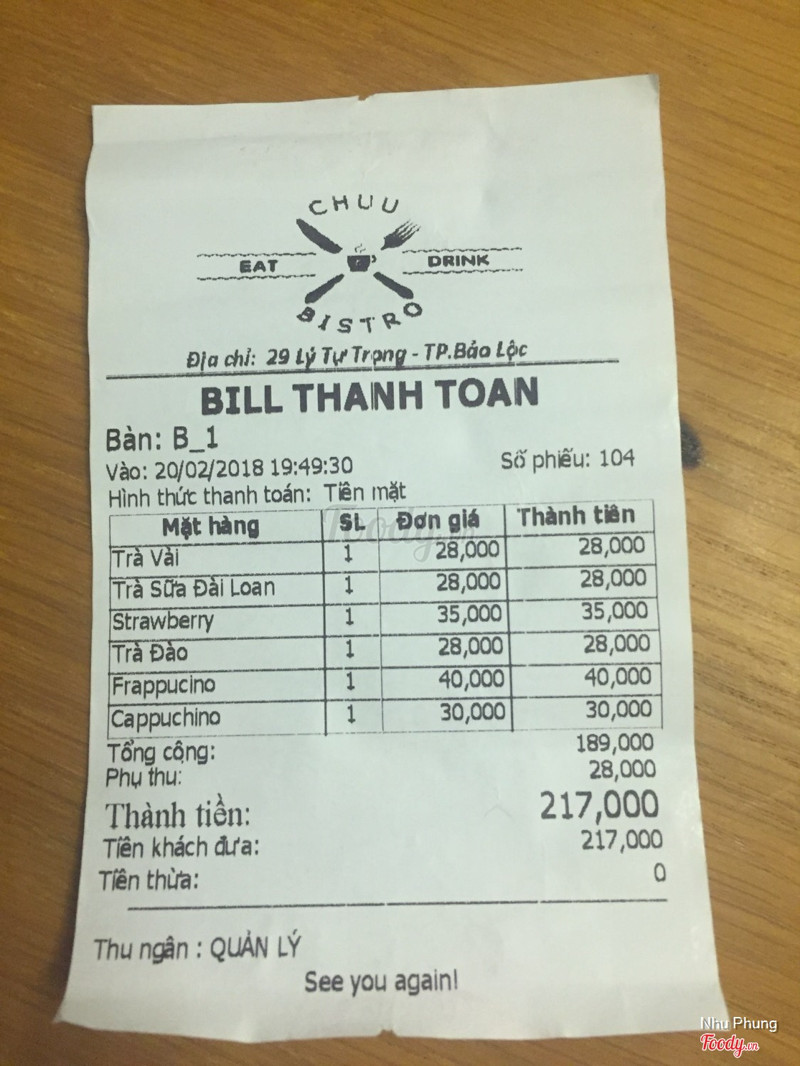 CHUU
EAT DRINK
BISTRO
Địa chỉ: 29 Lý Tự Trọng - TP.Bảo Lộc
BILL THANH TOAN
Bàn: B_1
Vào: 20/02/2018 19:49:30 Số phiếu: 104
Hình thức thanh toán: Tiền mặt
Mặt hàng SL Đơn giá Thành tiền
Trà Vải 1 28,000 28,000
Trà Sữa Đài Loan 1 28,000 28,000
Strawberry 1 35,000 35,000
Trà Đào 1 28,000 28,000
Frappucino 1 40,000 40,000
Cappuchino 1 30,000 30,000
Tổng cộng: 189,000
Phụ thu: 28,000
Thành tiền: 217,000
Tiền khách đưa: 217,000
Tiền thừa: 0
Thu ngân : QUẢN LÝ
See you again!
Foody.vn
Nhu Phung
Foody.vn